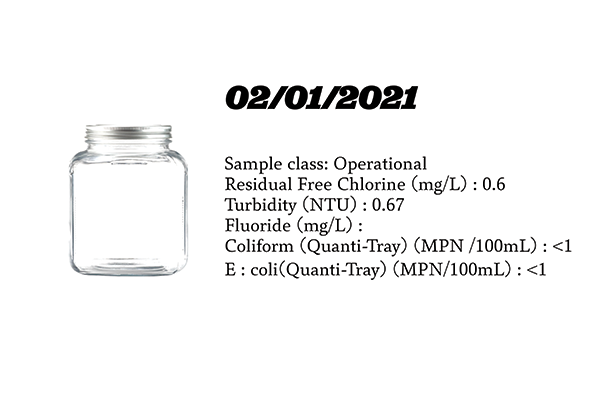 02/01/2021
Sample class: Operational
Residual Free Chlorine (mg/L) : 0.6
Turbidity (NTU) : 0.67
Fluoride (mg/L) :
Coliform (Quanti-Tray) (MPN /100mL) : <1
E : coli(Quanti-Tray) (MPN/100mL) : <1